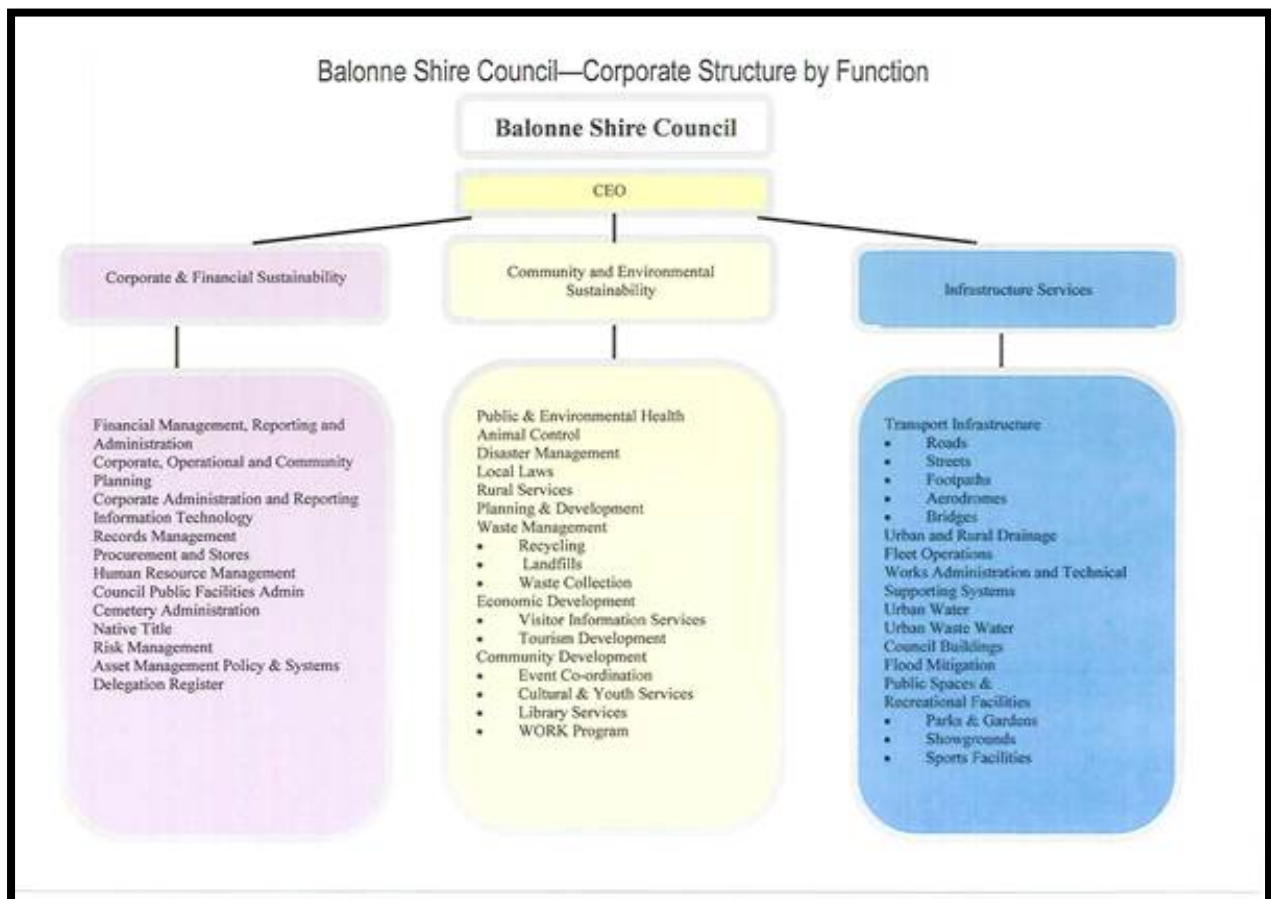 Balonne Shire Council—Corporate Structure by Function
Balonne Shire Council
CEO
Corporate & Financial Sustainability
Community and Environmental
Sustainability
Infrastructure Services
Financial Management, Reporting and
Administration
Corporate, Operational and Community
Planning
Corporate Administration and Reporting
Information Technology
Records Management
Procurement and Stores
Human Resource Management
Council Public Facilities Admin
Cemetery Administration
Native Title
Risk Management
Asset Management Policy & Systems
Delegation Register
Public & Environmental Health
Animal Control
Disaster Management
Local Laws
Rural Services
Planning & Development
Waste Management
• Recycling
• Landfills
• Waste Collection
Economic Development
• Visitor Information Services
• Tourism Development
Community Development
• Event Co-ordination
• Cultural & Youth Services
• Library Services
• WORK Program
Transport Infrastructure
• Roads
• Streets
• Footpaths
• Aerodromes
• Bridges
Urban and Rural Drainage
Fleet Operations
Works Administration and Technical
Supporting Systems
Urban Water
Urban Waste Water
Council Buildings
Flood Mitigation
Public Spaces &
Recreational Facilities
• Parks & Gardens
• Showgrounds
• Sports Facilities